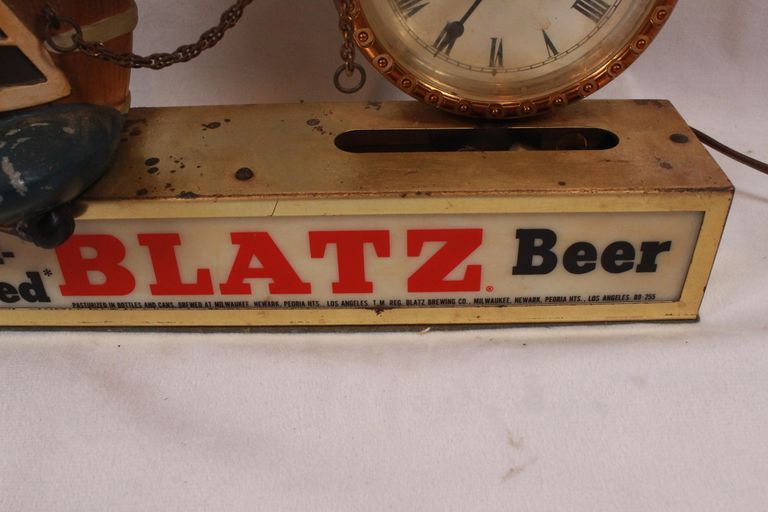 ed* BLATZ® Beer
*PASTURIZED IN BOTTLES AND CANS, BREWED AT MILWAUKEE, NEWARK, PEORIA HTS., LOS ANGELES. T. M. REG. BLATZ BREWING CO., MILWAUKEE, NEWARK, PEORIA HTS., LOS ANGELES. BD-255